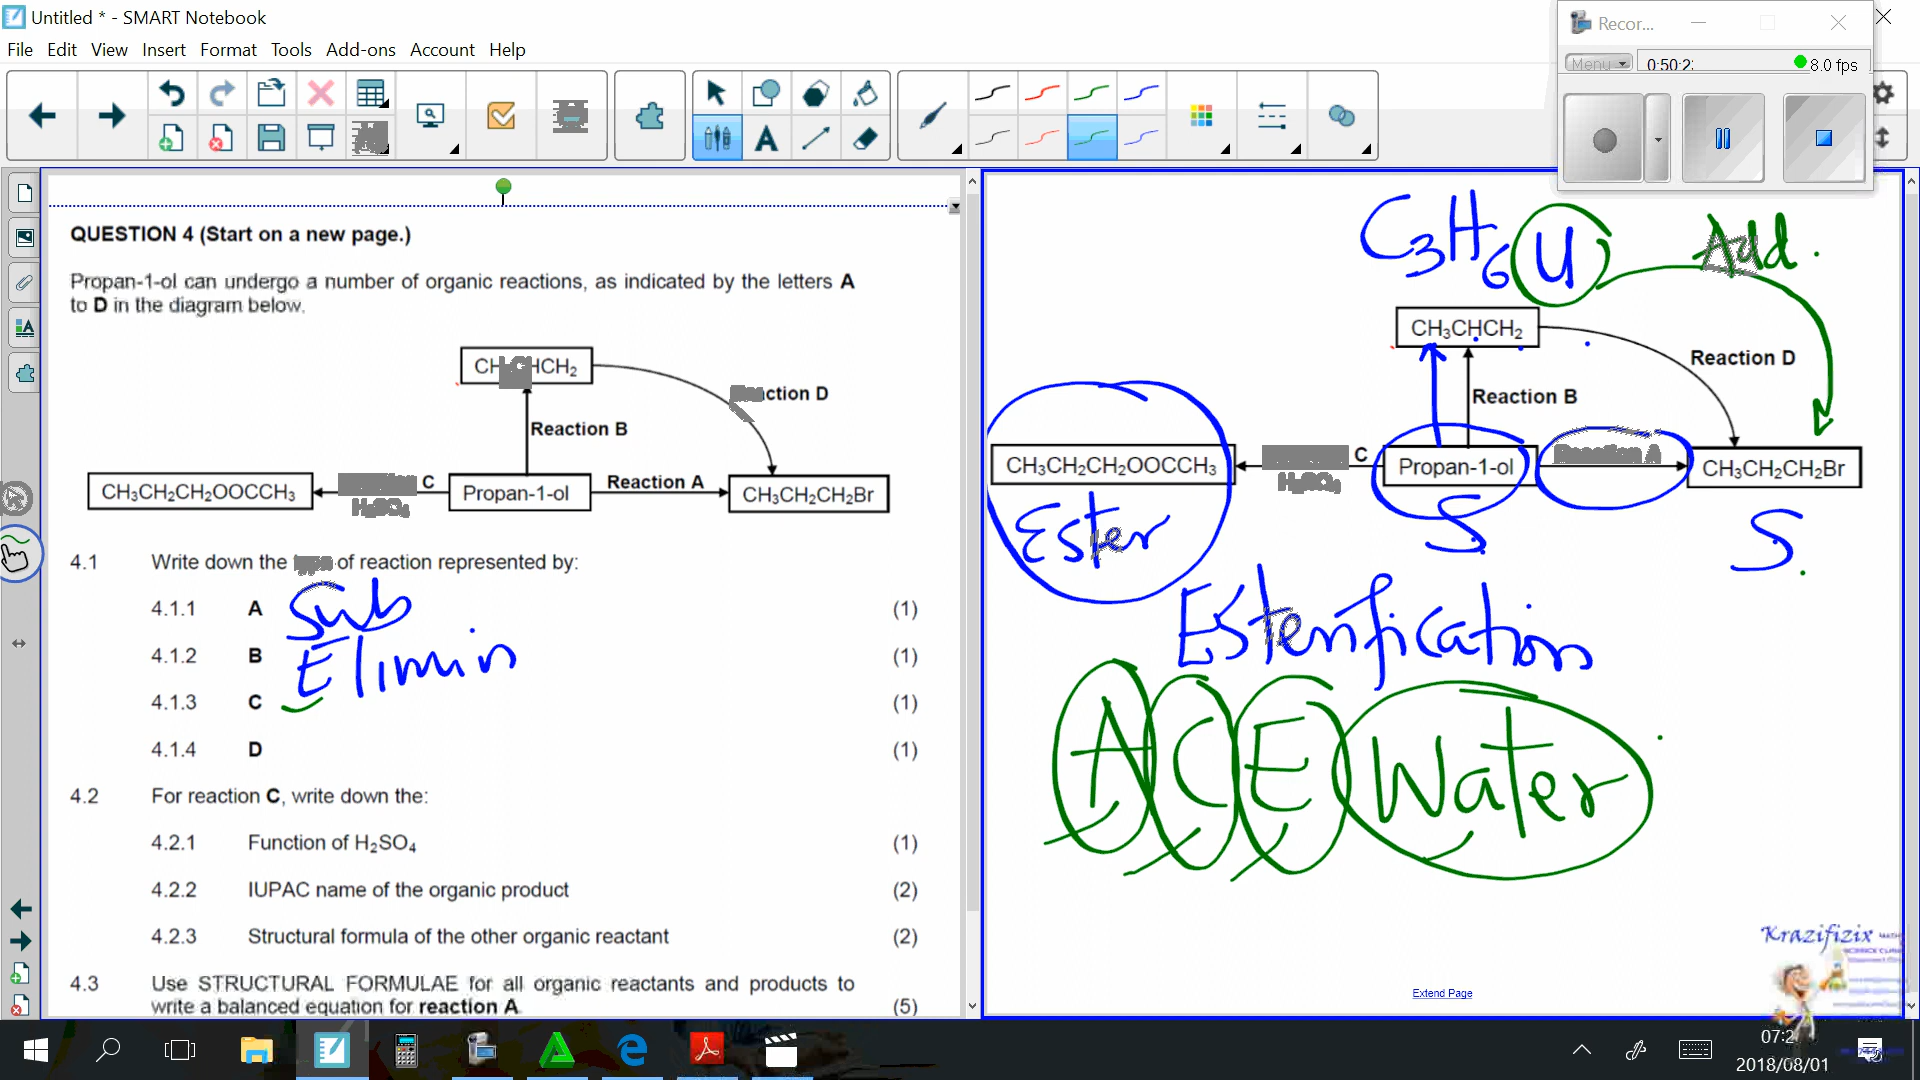 Untitled * - SMART Notebook
File Edit View Insert Format Tools Add-ons Account Help
Recor...
Menu
0:50:2
8.0 fps
QUESTION 4 (Start on a new page.)
Propan-1-ol can undergo a number of organic reactions, as indicated by the letters A
to D in the diagram below.
Reaction B
CH₃CH₂CH₂OOCCH₃
C
Propan-1-ol
Reaction A
CH₃CH₂CH₂Br
4.1 Write down the of reaction represented by:
4.1.1 A Sub (1)
4.1.2 B Elimin (1)
4.1.3 C (1)
4.1.4 D (1)
4.2 For reaction C, write down the:
4.2.1 Function of H₂SO₄ (1)
4.2.2 IUPAC name of the organic product (2)
4.2.3 Structural formula of the other organic reactant (2)
4.3 Use STRUCTURAL FORMULAE for all organic reactants and products to
write a balanced equation for reaction A. (5)
C₃H₆ U Add.
CH₃CHCH₂
Reaction D
Reaction B
CH₃CH₂CH₂OOCCH₃
C
Propan-1-ol
CH₃CH₂CH₂Br
Ester
S
S
Esterification
A C E Water
Krazifizix
Extend Page
07:2
2018/08/01